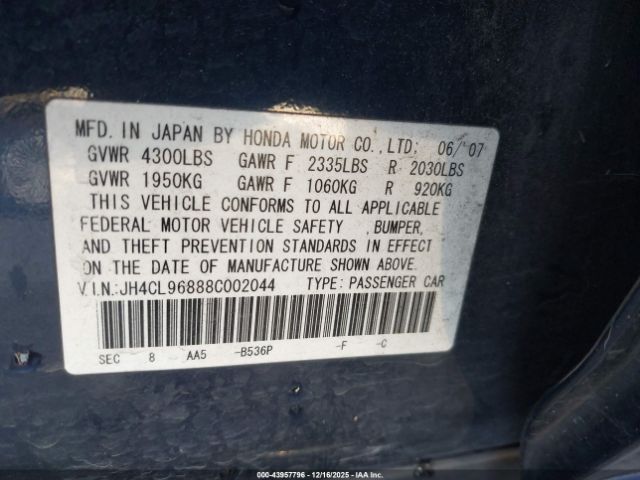 MFD. IN JAPAN BY HONDA MOTOR CO., LTD: 06/ 07
GVWR 4300LBS GAWR F 2335LBS R 2030LBS
GVWR 1950KG GAWR F 1060KG R 920KG
THIS VEHICLE CONFORMS TO ALL APPLICABLE
FEDERAL MOTOR VEHICLE SAFETY , BUMPER,
AND THEFT PREVENTION STANDARDS IN EFFECT
ON THE DATE OF MANUFACTURE SHOWN ABOVE.
V.I.N.:JH4CL96888C002044 TYPE: PASSENGER CAR
SEC 8 AA5 -B536P -F -C
©-43957796 - 12/16/2025 - IAA Inc.